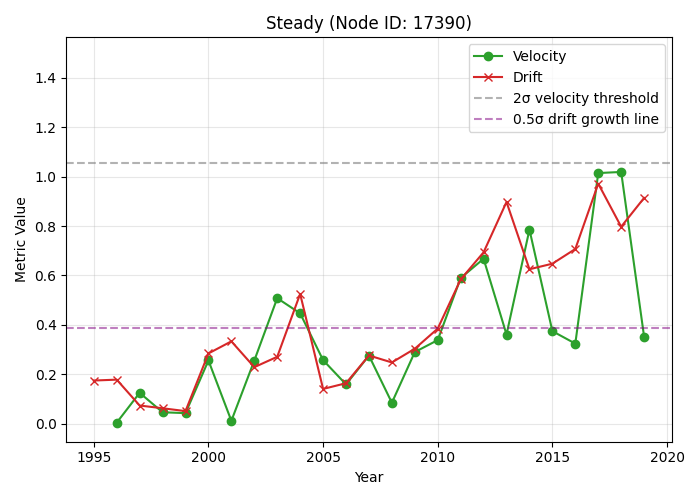 Steady (Node ID: 17390)
Velocity
Drift
2σ velocity threshold
0.5σ drift growth line
Metric Value
1.4
1.2
1.0
0.8
0.6
0.4
0.2
0.0
1995 2000 2005 2010 2015 2020
Year